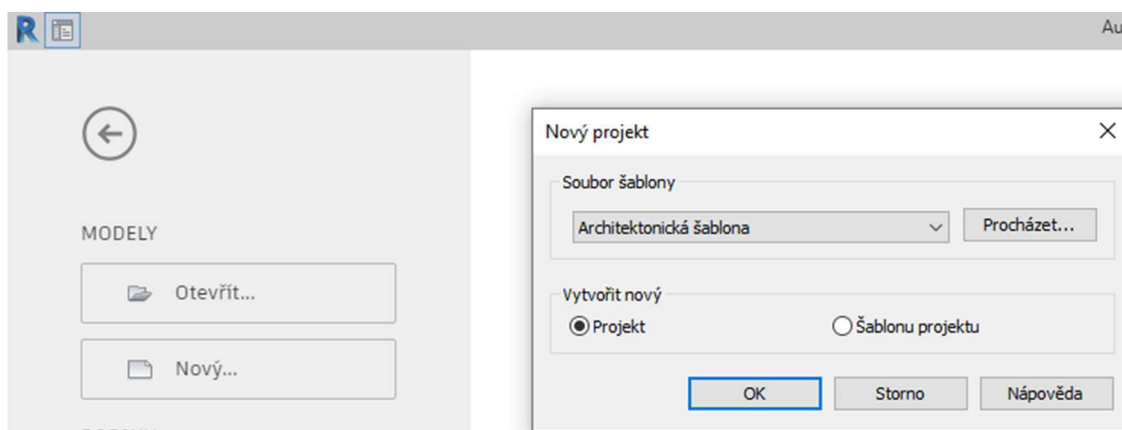 Au
Nový projekt
Soubor šablony
Architektonická šablona
Procházet...
MODELY
Otevřít...
Nový...
Vytvořit nový
Projekt
Šablonu projektu
OK
Storno
Nápověda